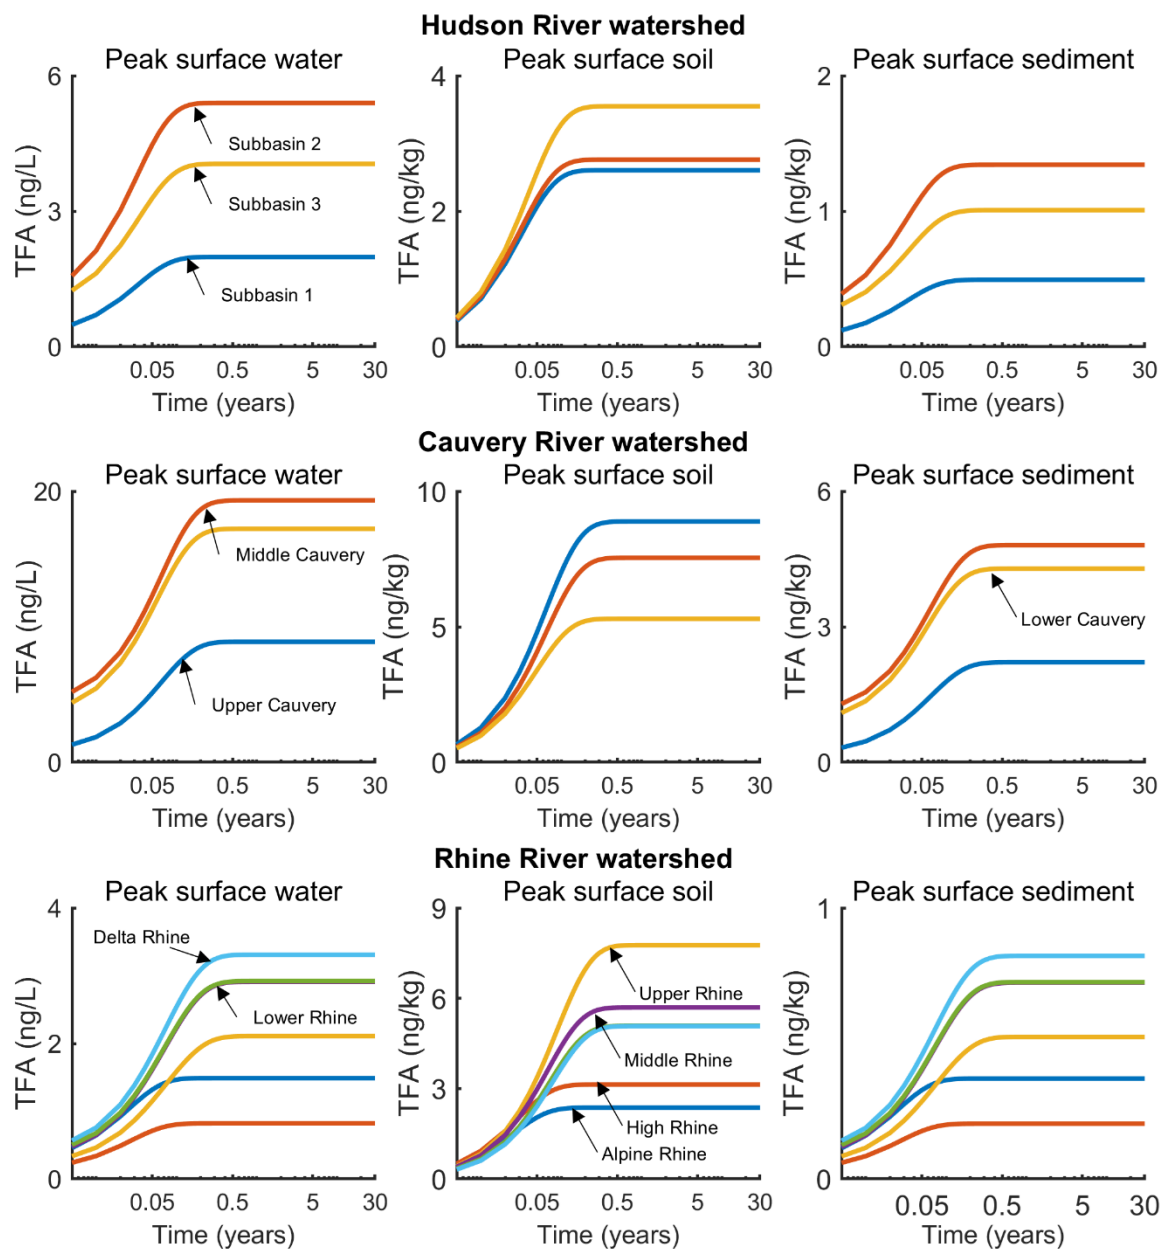 Hudson River watershed
Peak surface water
Peak surface soil
Peak surface sediment
6
3
0
TFA (ng/L)
Subbasin 2
Subbasin 3
Subbasin 1
0.05 0.5 5 30
Time (years)
4
2
0
TFA (ng/kg)
0.05 0.5 5 30
Time (years)
2
1
0
TFA (ng/kg)
0.05 0.5 5 30
Time (years)
Cauvery River watershed
Peak surface water
Peak surface soil
Peak surface sediment
20
0
TFA (ng/L)
Middle Cauvery
Upper Cauvery
0.05 0.5 5 30
Time (years)
10
5
0
TFA (ng/kg)
0.05 0.5 5 30
Time (years)
6
3
0
TFA (ng/kg)
Lower Cauvery
0.05 0.5 5 30
Time (years)
Rhine River watershed
Peak surface water
Peak surface soil
Peak surface sediment
4
2
0
TFA (ng/L)
Delta Rhine
Lower Rhine
0.05 0.5 5 30
Time (years)
9
6
3
0
TFA (ng/kg)
Upper Rhine
Middle Rhine
High Rhine
Alpine Rhine
0.05 0.5 5 30
Time (years)
1
0
TFA (ng/kg)
0.05 0.5 5 30
Time (years)